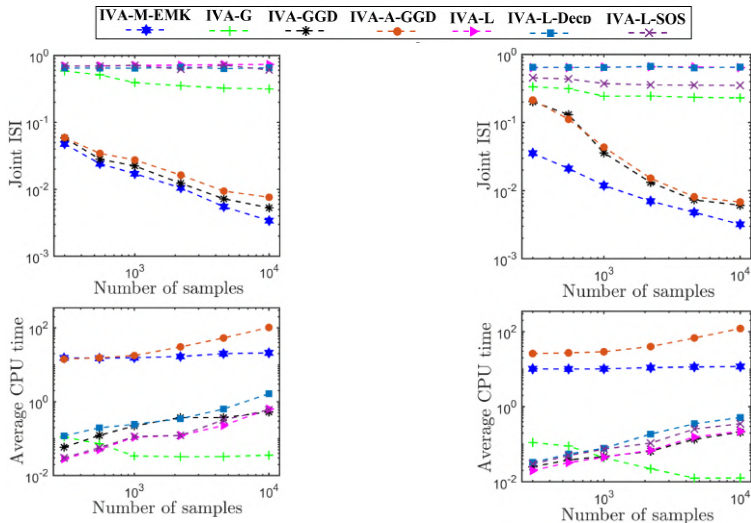 IVA-M-EMK IVA-G IVA-GGD IVA-A-GGD IVA-L IVA-L-Decp IVA-L-SOS
Joint ISI
10^0
10^-1
10^-2
10^-3
10^3 10^4
Number of samples
Joint ISI
10^0
10^-1
10^-2
10^-3
10^3 10^4
Number of samples
Average CPU time
10^2
10^0
10^-2
10^3 10^4
Number of samples
Average CPU time
10^2
10^0
10^-2
10^3 10^4
Number of samples